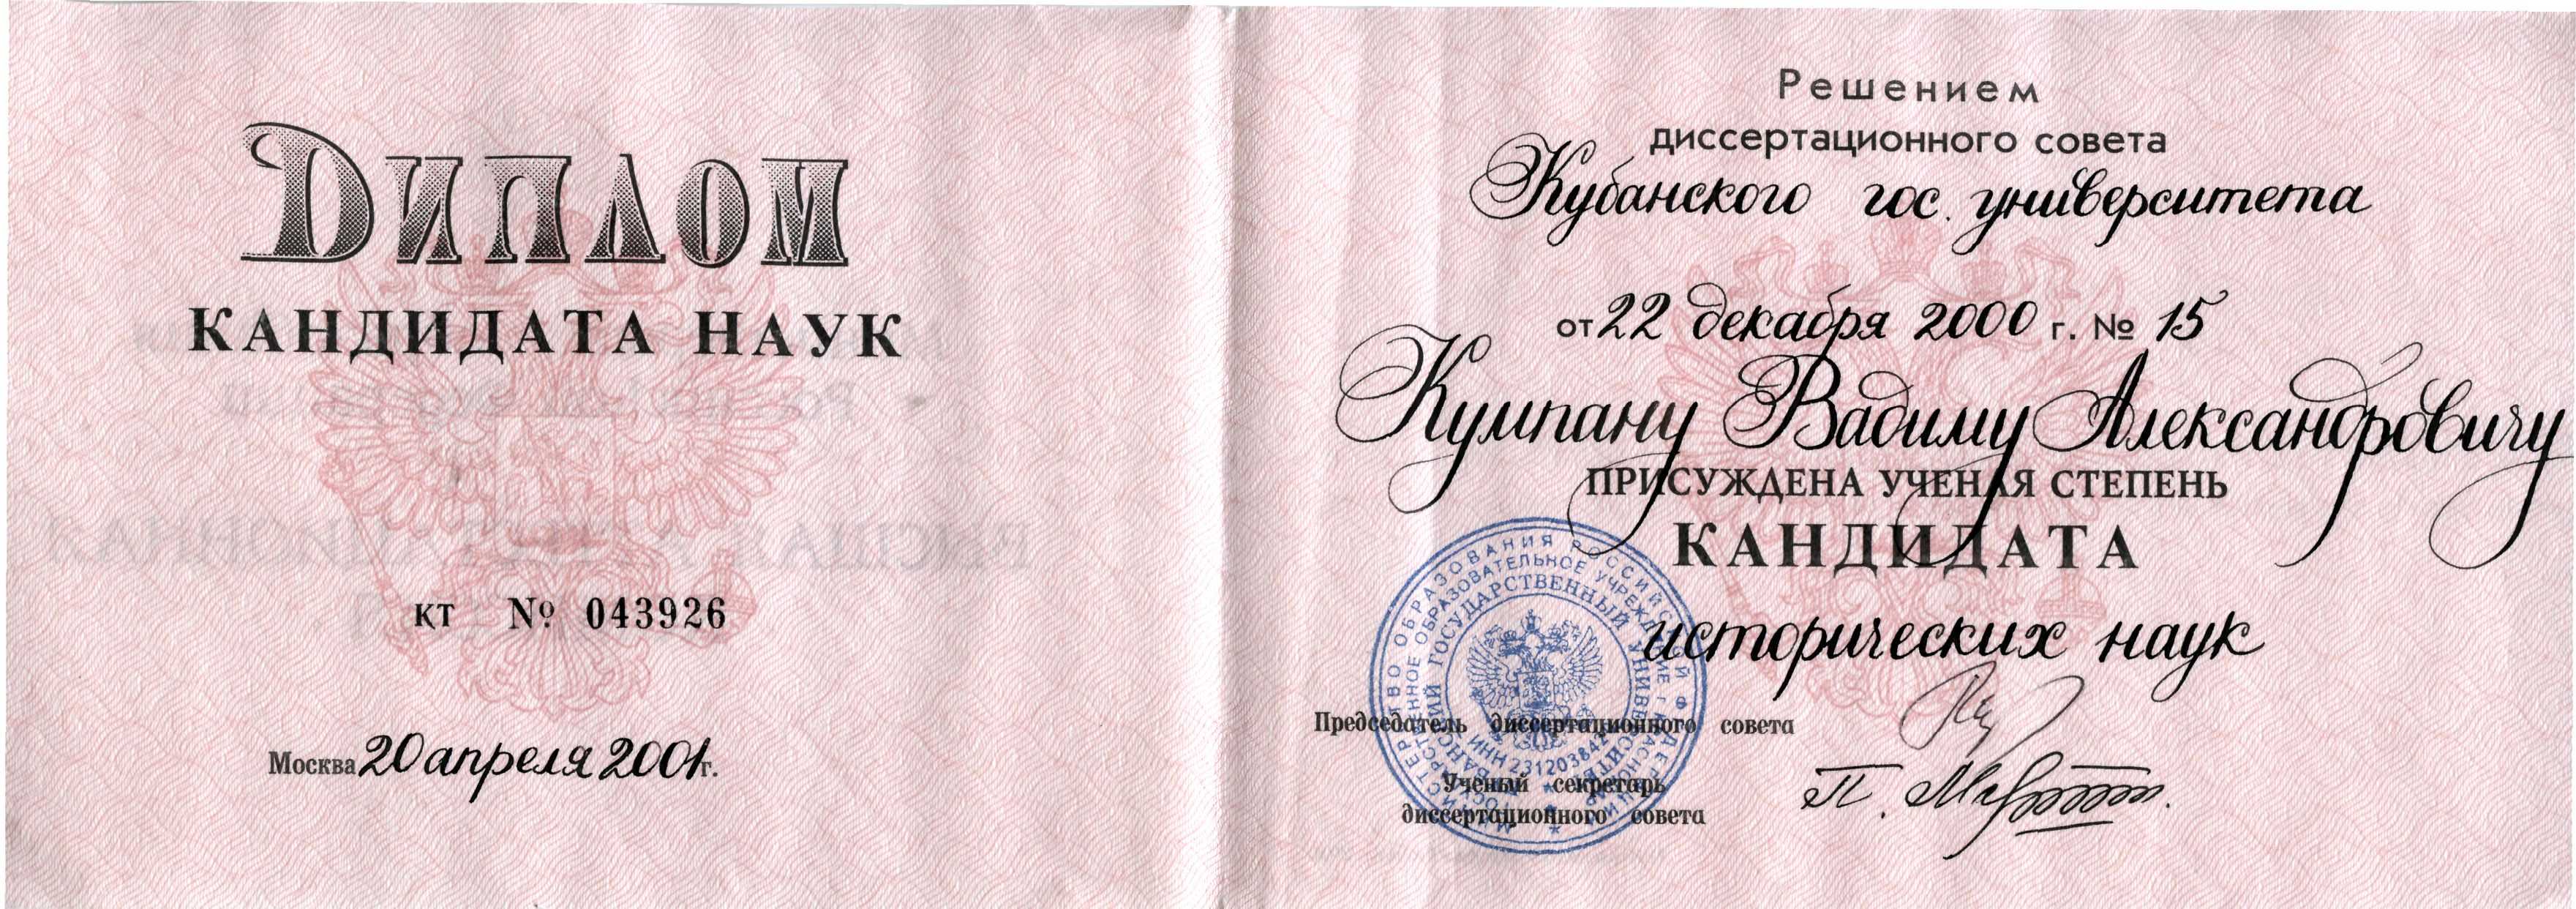 ДИПЛОМ
КАНДИДАТА НАУК
КТ № 043926
Москва 20 апреля 2001 г.
Решением
диссертационного совета
Кубанского гос. университета
от 22 декабря 2000 г. № 15
Кумпану Вадиму Александровичу
ПРИСУЖДЕНА УЧЕНАЯ СТЕПЕНЬ
КАНДИДАТА
исторических наук
Председатель диссертационного совета
Ученый секретарь
диссертационного совета